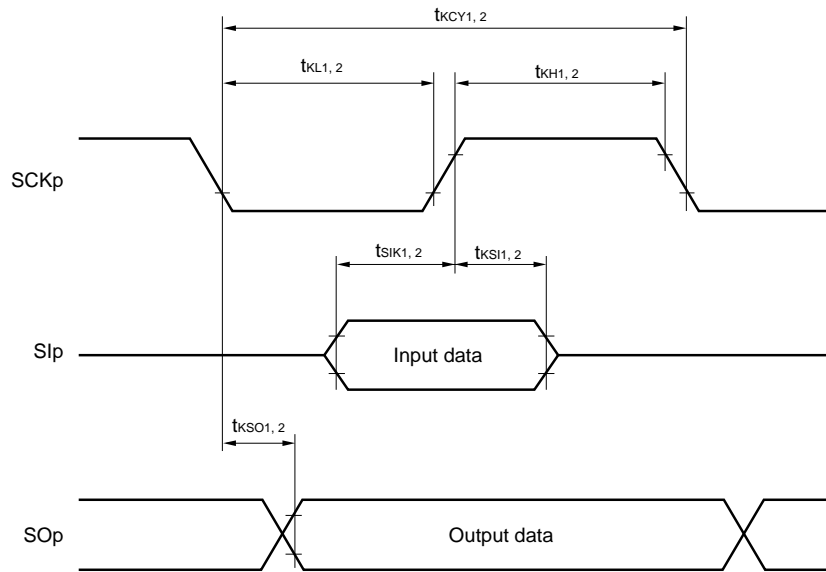 tKCY1, 2
tKL1, 2
tKH1, 2
SCKp
tSIK1, 2
tKSI1, 2
SIp
Input data
tKSO1, 2
SOp
Output data